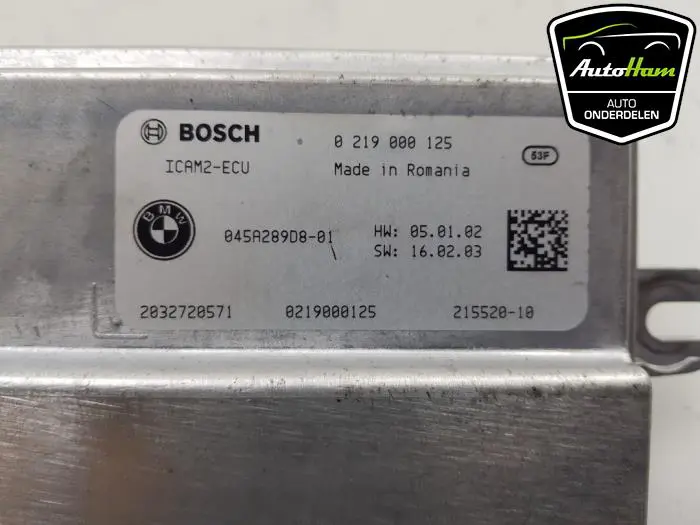 AutoHam
AUTO
ONDERDELEN
BOSCH
0 219 000 125
53F
ICAM2-ECU
Made in Romania
BMW
045A289D8-01
HW: 05.01.02
SW: 16.02.03
2032720571
0219000125
215520-10